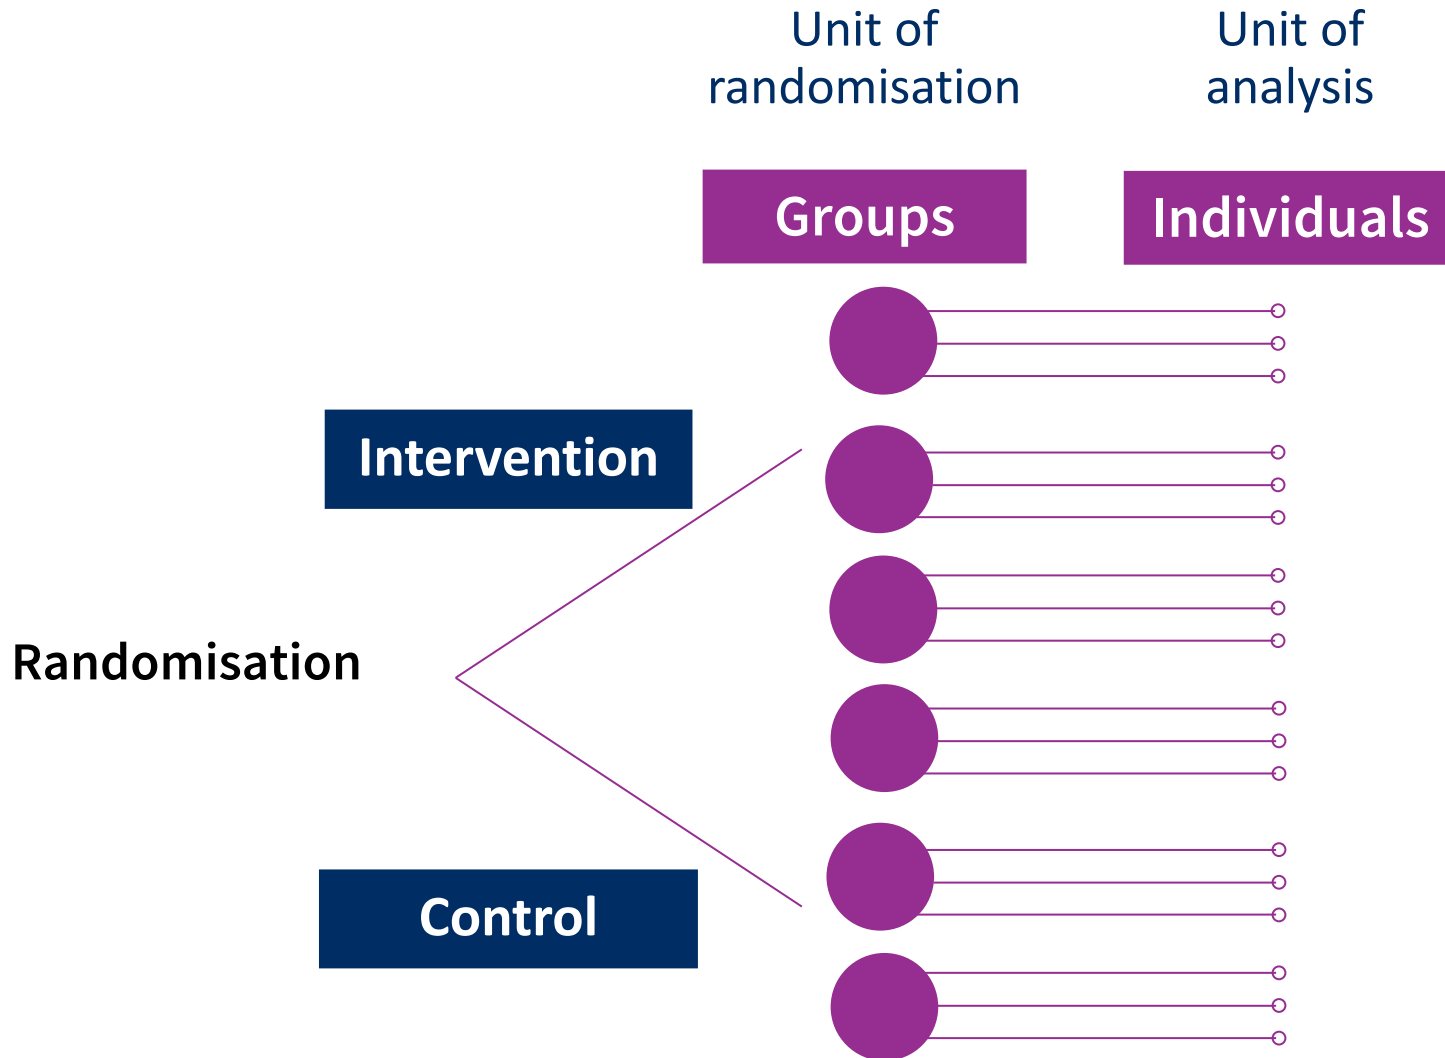 Unit of
randomisation
Unit of
analysis
Groups
Individuals
Intervention
Randomisation
Control